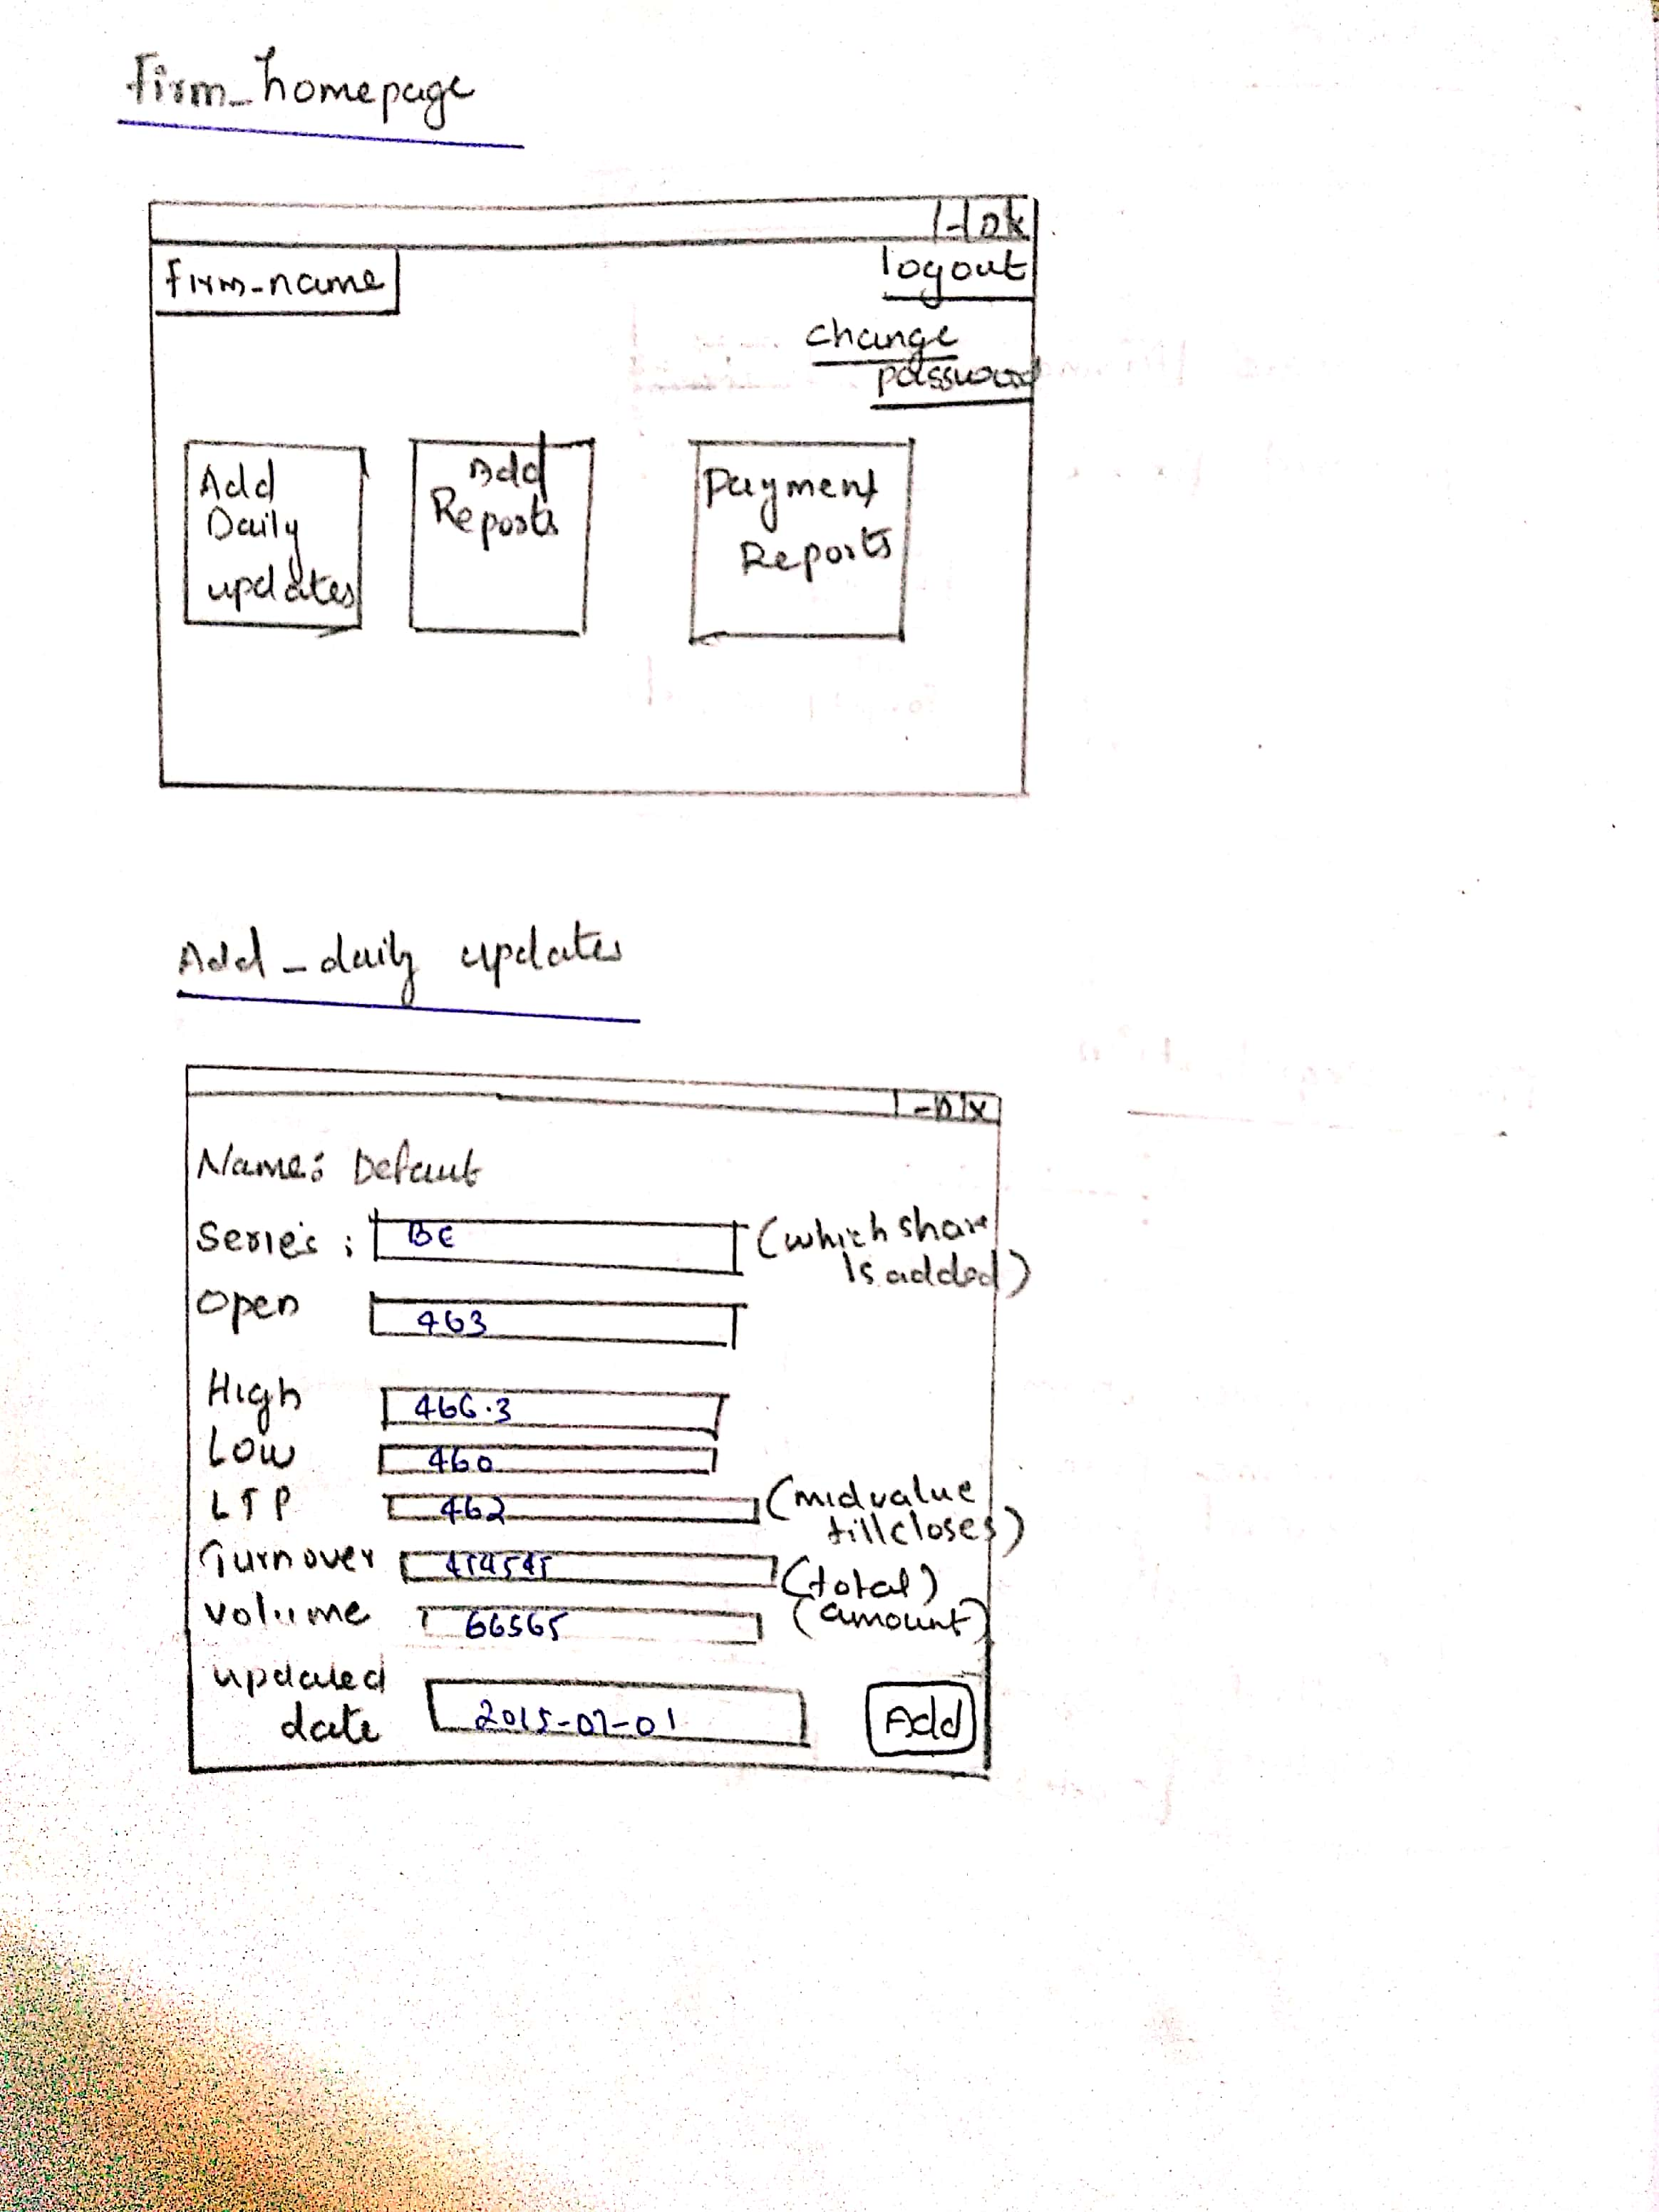 firm_homepage
firm-name
logout
change
password
Add
Daily
updates
Add
Reports
Payment
Reports
Add_daily updates
Name: Default
Series: BE (which share
is added)
Open 463
High 466.3
Low 460
LTP 462 (midvalue
till closes)
Turnover (total)
volume 66565 (amount)
updated
date 2015-07-01 Add